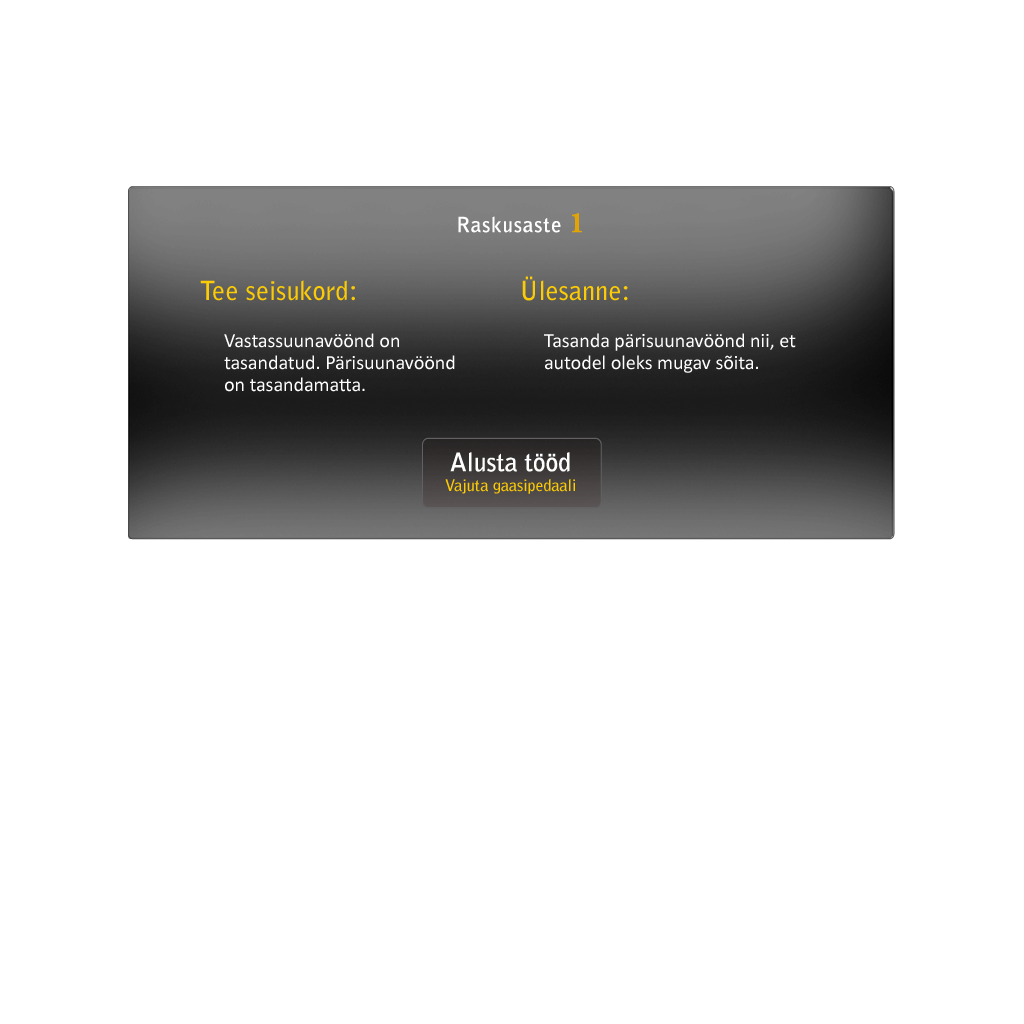 Raskusaste 1
Tee seisukord:
Vastassuunavöönd on
tasandatud. Pärisuunavöönd
on tasandamatta.
Ülesanne:
Tasanda pärisuunavöönd nii, et
autodel oleks mugav sõita.
Alusta tööd
Vajuta gaasipedaali